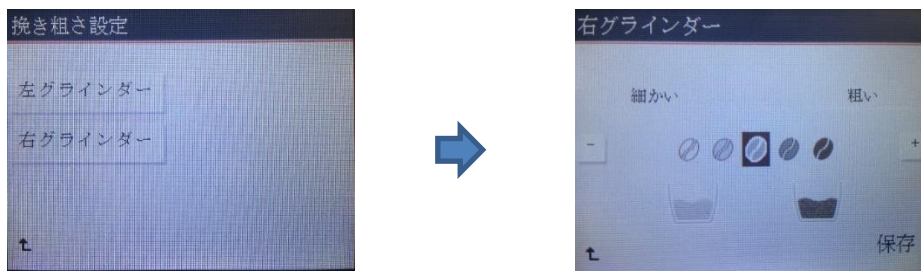 挽き粗さ設定
左グラインダー
右グラインダー
右グラインダー
細かい
粗い
-
+
保存